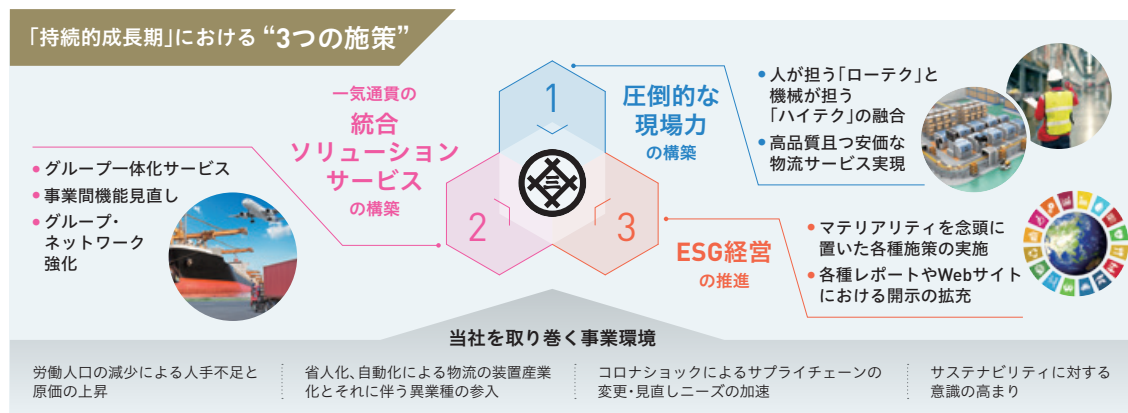 「持続的成長期」における“3つの施策”
1
圧倒的な
現場力
の構築
• 人が担う「ローテク」と
機械が担う
「ハイテク」の融合
• 高品質且つ安価な
物流サービス実現
一気通貫の
統合
ソリューション
サービス
の構築
2
• グループ一体化サービス
• 事業間機能見直し
• グループ・
ネットワーク
強化
3
ESG経営
の推進
• マテリアリティを念頭に
置いた各種施策の実施
• 各種レポートやWebサイト
における開示の拡充
三
当社を取り巻く事業環境
労働人口の減少による人手不足と
原価の上昇
省人化、自動化による物流の装置産業
化とそれに伴う異業種の参入
コロナショックによるサプライチェーンの
変更・見直しニーズの加速
サステナビリティに対する
意識の高まり